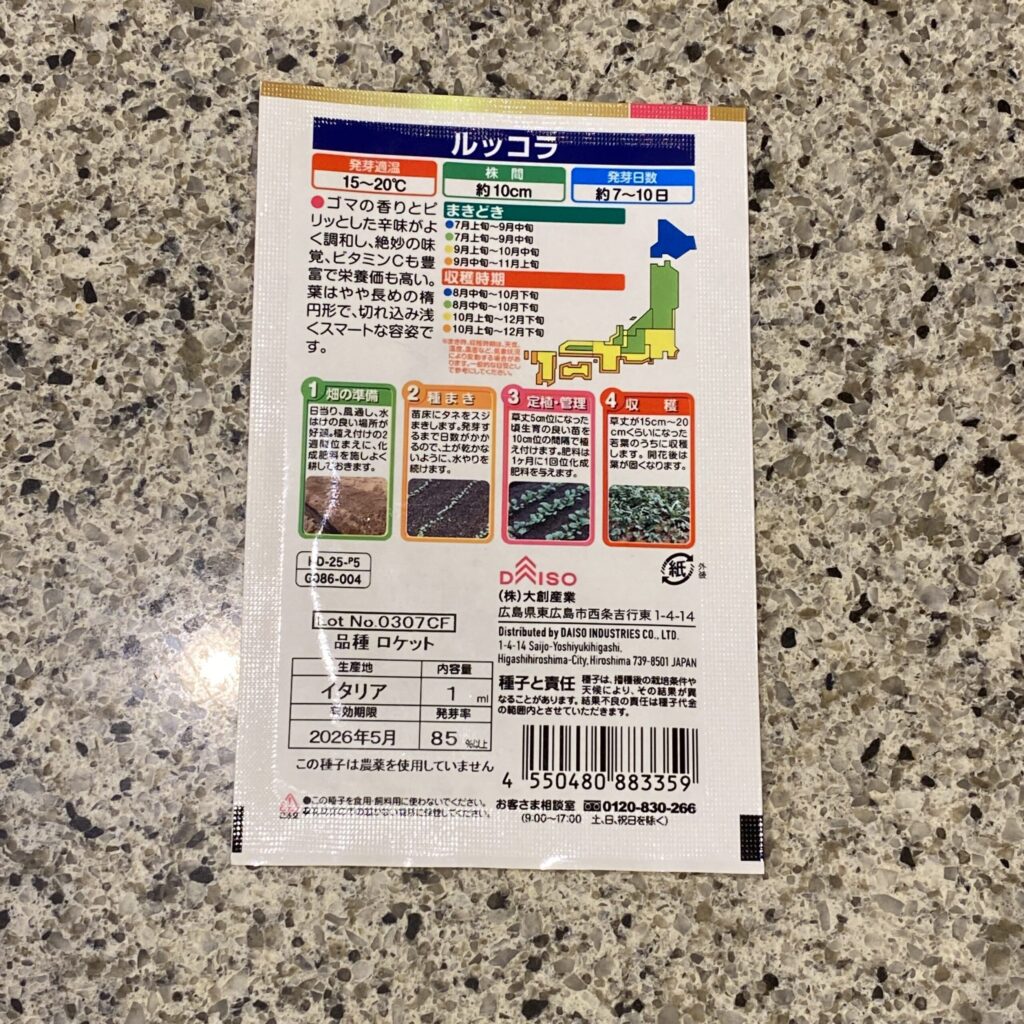 ルッコラ
発芽適温
15〜20℃
株間
約10cm
発芽日数
約7〜10日
●ゴマの香りとピ
リッとした辛味がよ
く調和し、絶妙の味
覚、ビタミンCも豊
富で栄養価も高い。
葉はやや長めの楕
円形で、切れ込み浅
くスマートな容姿で
す。
まきどき
●7月上旬〜9月中旬
●7月上旬〜9月中旬
●9月上旬〜10月中旬
●9月中旬〜11月上旬
収穫時期
●8月中旬〜10月下旬
●8月中旬〜10月下旬
●10月上旬〜12月下旬
●10月上旬〜12月下旬
1 畑の準備
日当り、風通し、水
はけの良い場所が
好適。植え付けの2
週間位まえに、化
成肥料を施しよく
耕しておきます。
2 種まき
苗床にタネをスジ
まきします。発芽す
るまで日数がかか
るので、土が乾かな
いように、水やりを
続けます。
3 定植・管理
草丈5cm位になった
頃生育の良い苗を
10cm位の間隔で植
え付けます。肥料は
1ヶ月に1回位化成
肥料を与えます。
4 収穫
草丈が15cm〜20
cmくらいになった
若葉のうちに収穫
します。開花後は
葉が固くなります。
KD-25-P5
G086-004
Lot No.0307CF
品種 ロケット
生産地
内容量
イタリア
1 ml
有効期限
発芽率
2026年5月
85 %以上
この種子は農薬を使用していません
●この種子を食用・飼料用に使わないでください。
DAISO
紙
外袋
(株)大創産業
広島県東広島市西条吉行東 1-4-14
Distributed by DAISO INDUSTRIES CO., LTD.
1-4-14 Saijo-Yoshiyukihigashi,
Higashihiroshima-City, Hiroshima 739-8501 JAPAN
種子と責任 種子は、播種後の栽培条件や
天候により、その結果が異
なることがあります。結果不良の責任は種子代金
の範囲内とさせていただきます。
4 550480 883359
お客さま相談室 0120-830-266
(9:00〜17:00 土、日、祝日を除く)